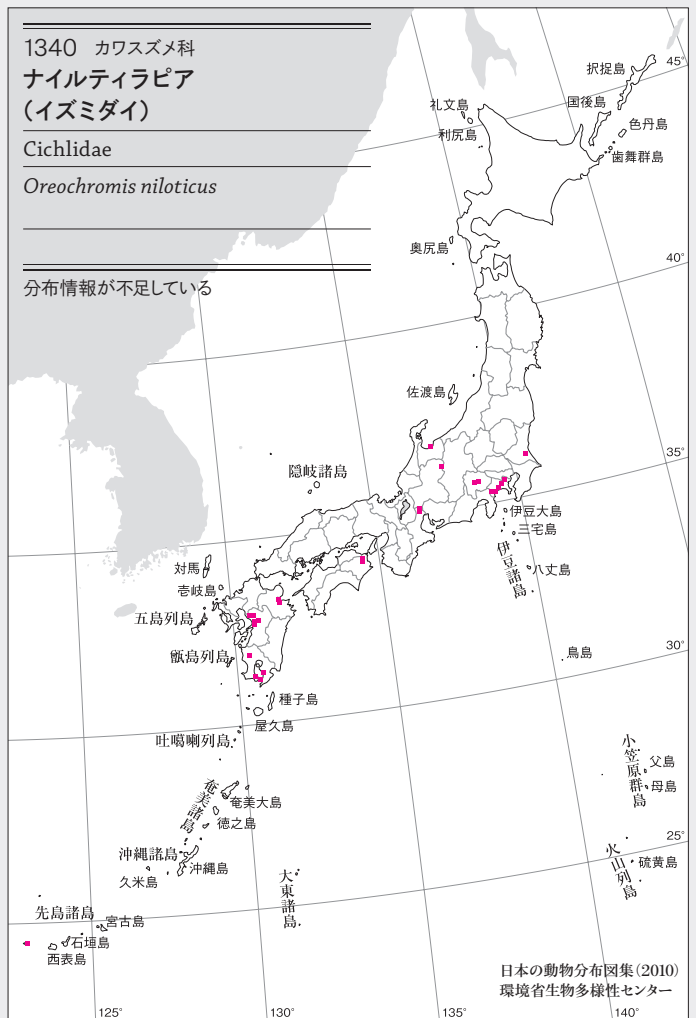 1340 カワスズメ科
ナイルティラピア
（イズミダイ）
Cichlidae
Oreochromis niloticus
分布情報が不足している
45°
択捉島
礼文島
国後島
利尻島
色丹島
歯舞群島
奥尻島
40°
佐渡島
35°
隠岐諸島
伊豆大島
三宅島
伊豆諸島
八丈島
対馬
壱岐島
五島列島
甑島列島
鳥島
30°
種子島
屋久島
吐噶喇列島
小笠原群島
父島
母島
奄美諸島
奄美大島
徳之島
25°
沖縄諸島
沖縄島
久米島
火山列島
硫黄島
大東諸島
先島諸島
宮古島
石垣島
西表島
日本の動物分布図集（2010）
環境省生物多様性センター
125°
130°
135°
140°